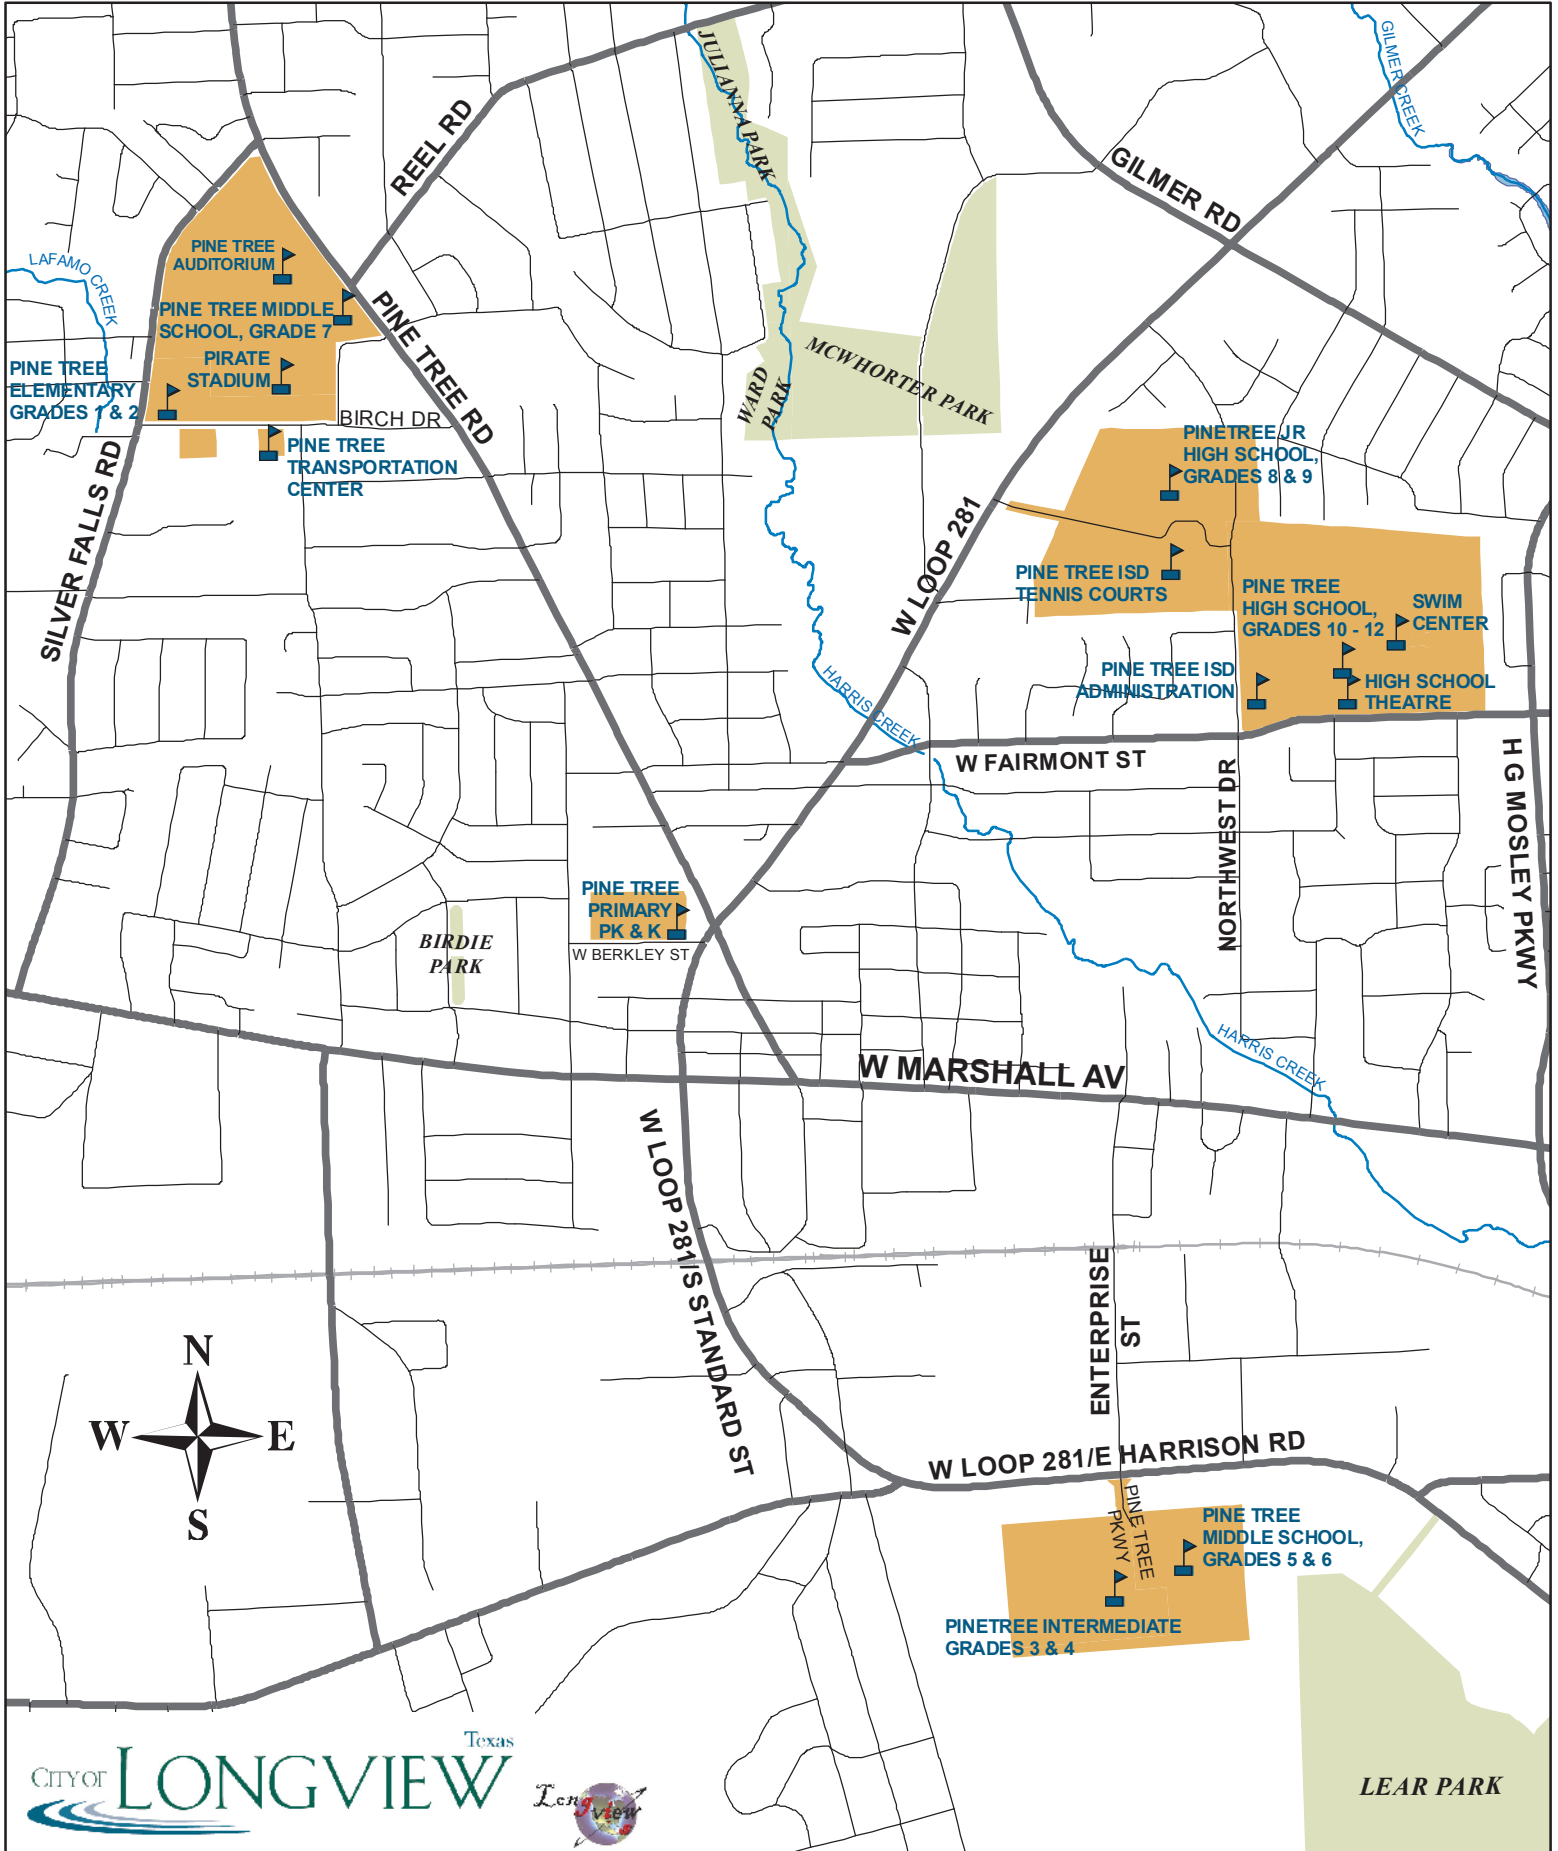 JULIANNA PARK
GILMER CREEK
REEL RD
GILMER RD
PINE TREE
AUDITORIUM
LAFAMO CREEK
PINE TREE MIDDLE
SCHOOL, GRADE 7
PINE TREE RD
PIRATE
STADIUM
PINE TREE
ELEMENTARY
GRADES 1 & 2
MCWHORTER PARK
WARD
PARK
BIRCH DR
PINE TREE
TRANSPORTATION
CENTER
PINETREE JR
HIGH SCHOOL,
GRADES 8 & 9
SILVER FALLS RD
W LOOP 281
PINE TREE ISD
TENNIS COURTS
PINE TREE
HIGH SCHOOL,
GRADES 10 - 12
SWIM
CENTER
PINE TREE ISD
ADMINISTRATION
HIGH SCHOOL
THEATRE
HARRIS CREEK
W FAIRMONT ST
NORTHWEST DR
H G MOSLEY PKWY
PINE TREE
PRIMARY
PK & K
W BERKLEY ST
BIRDIE
PARK
W MARSHALL AV
HARRIS CREEK
W LOOP 281/S STANDARD ST
ENTERPRISE
ST
N
W
E
S
W LOOP 281/E HARRISON RD
PINE TREE
PKWY
PINE TREE
MIDDLE SCHOOL,
GRADES 5 & 6
PINETREE INTERMEDIATE
GRADES 3 & 4
LEAR PARK
CITY OF LONGVIEW Texas
Longview